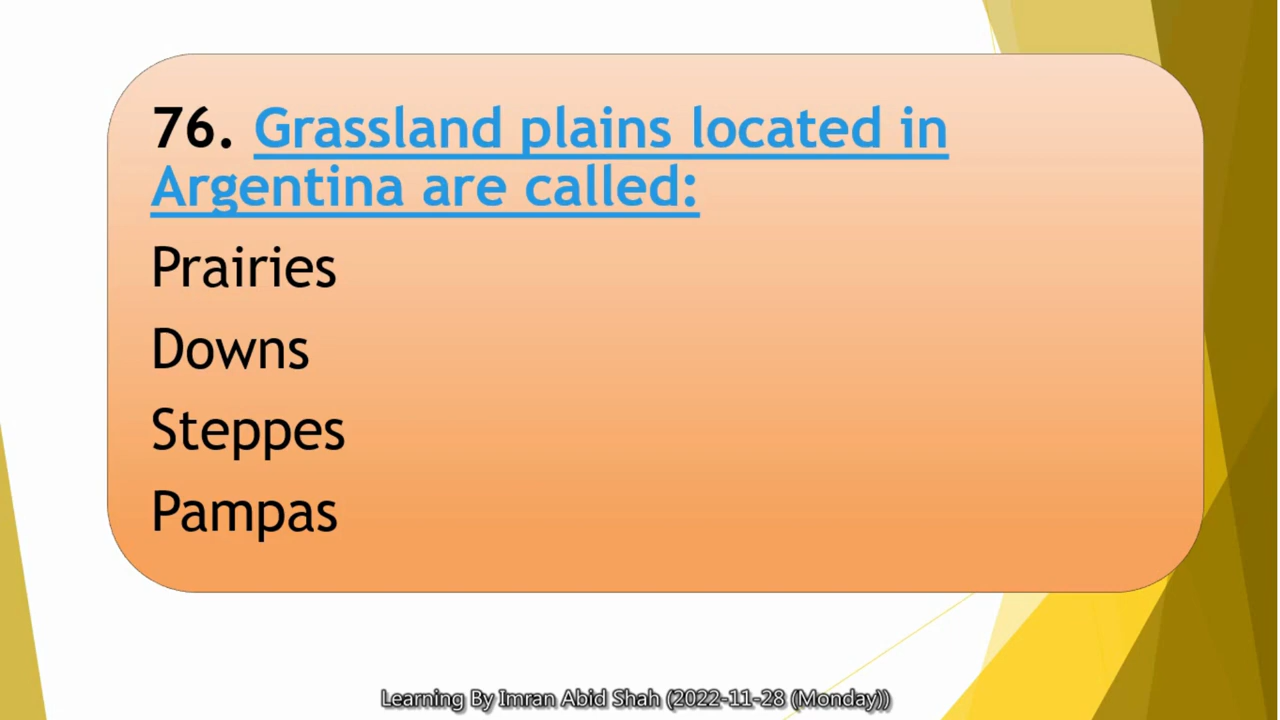 76. Grassland plains located in
Argentina are called:
Prairies
Downs
Steppes
Pampas
Learning By Imran Abid Shah (2022-11-28 (Monday))